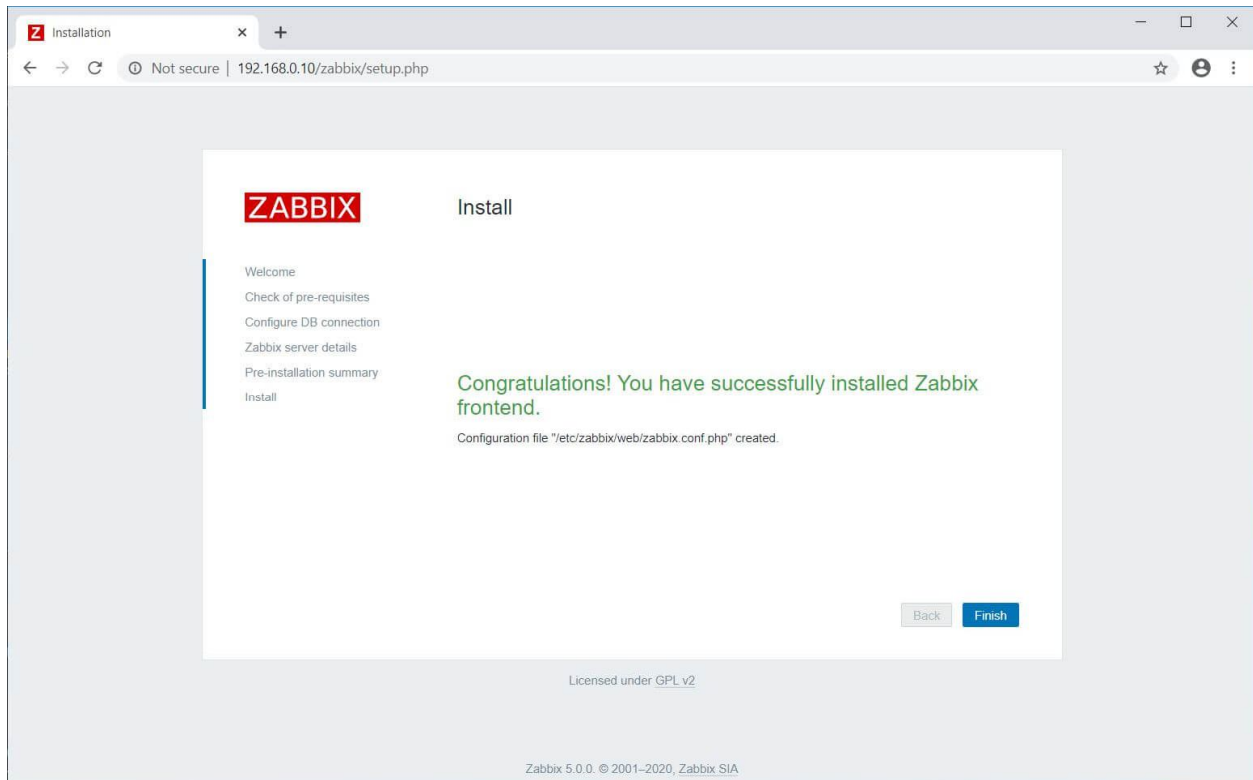 Z Installation
Not secure | 192.168.0.10/zabbix/setup.php
ZABBIX
Install
Welcome
Check of pre-requisites
Configure DB connection
Zabbix server details
Pre-installation summary
Install
Congratulations! You have successfully installed Zabbix
frontend.
Configuration file "/etc/zabbix/web/zabbix.conf.php" created.
Back Finish
Licensed under GPL v2
Zabbix 5.0.0. © 2001–2020, Zabbix SIA